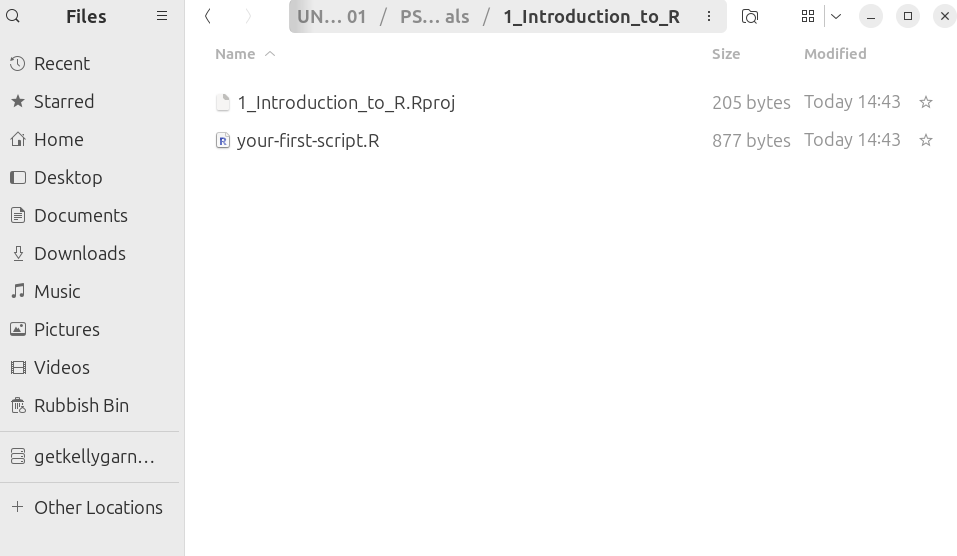 Files
UN… 01 / PS… als / 1_Introduction_to_R
Name Size Modified
Recent
Starred
Home
Desktop
Documents
Downloads
Music
Pictures
Videos
Rubbish Bin
getkellygarn…
Other Locations
1_Introduction_to_R.Rproj 205 bytes Today 14:43
R your-first-script.R 877 bytes Today 14:43